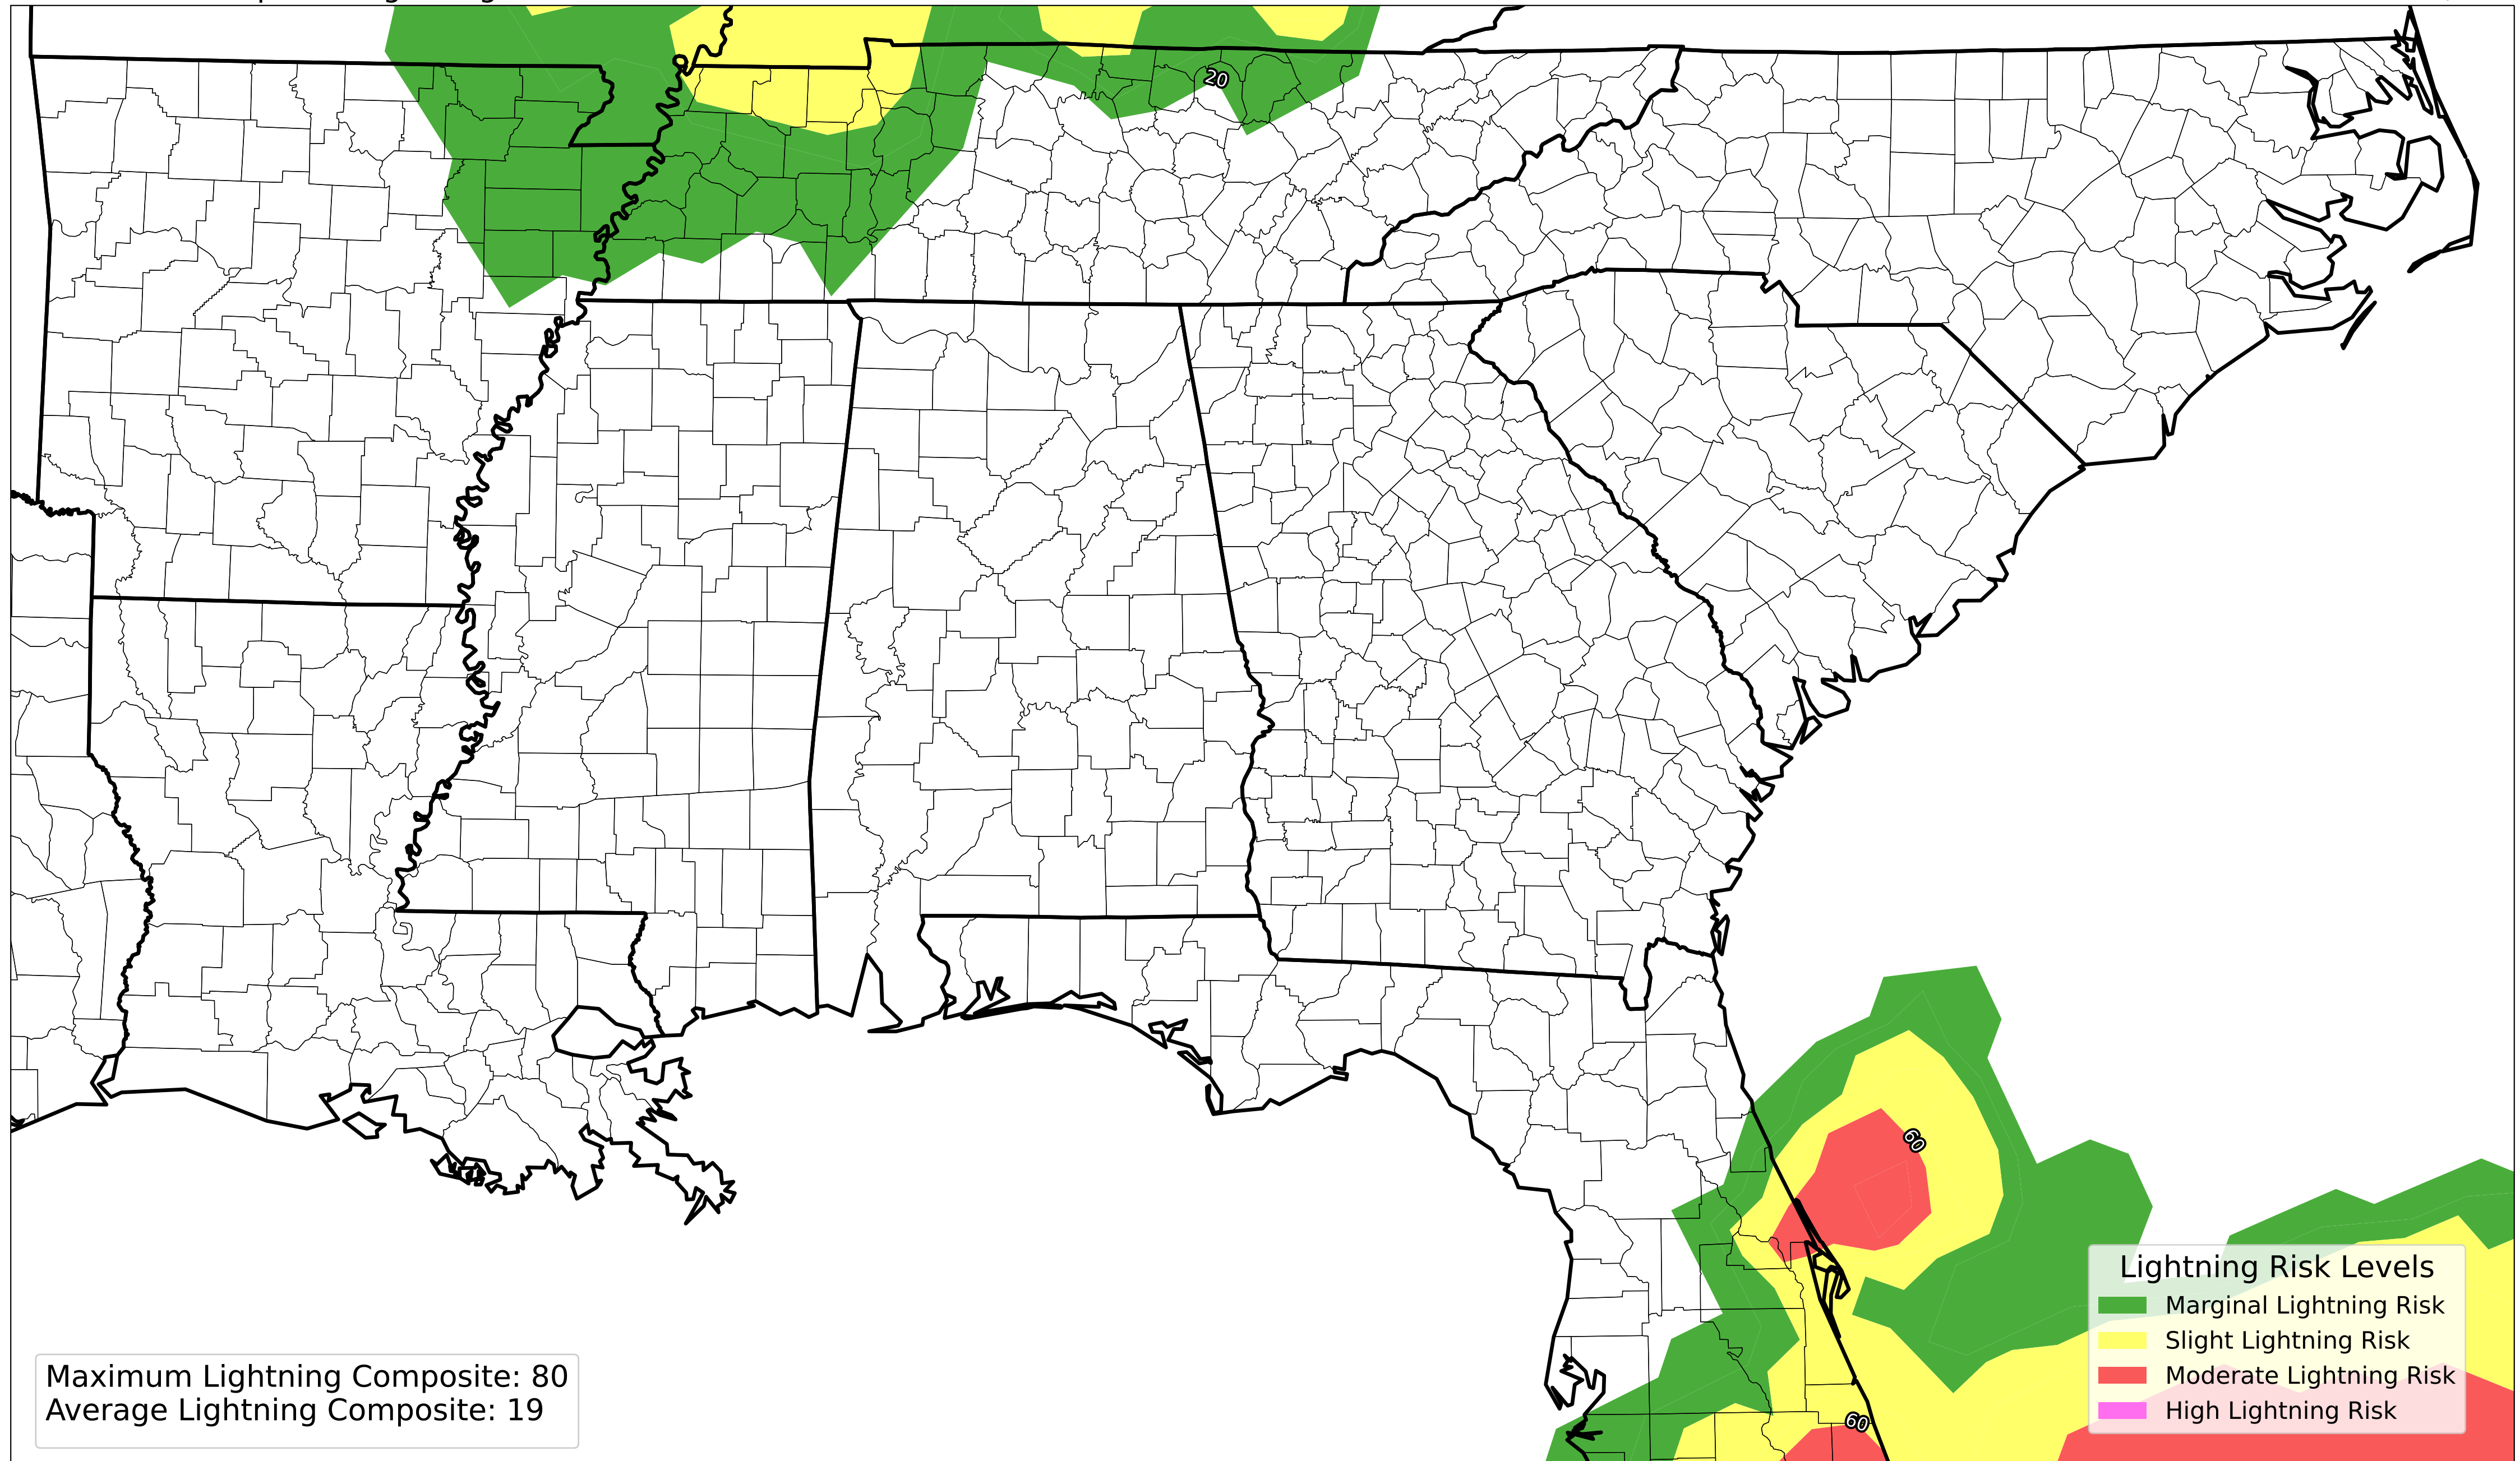 20
60
60
Lightning Risk Levels
Marginal Lightning Risk
Slight Lightning Risk
Moderate Lightning Risk
High Lightning Risk
Maximum Lightning Composite: 80
Average Lightning Composite: 19